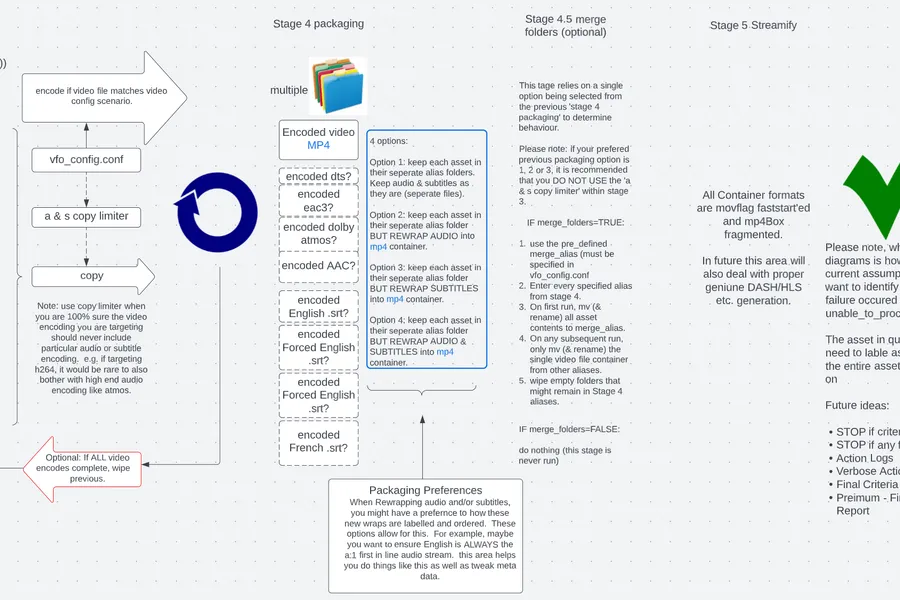 ))
encode if video file matches video
config scenario.
vfo_config.conf
a & s copy limiter
copy
Note: use copy limiter when
you are 100% sure the video
encoding you are targeting
should never include
particular audio or subtitle
encoding. e.g, if targeting
h264, it would be rare to also
bother with high end audio
encoding like atmos.
Optional: If ALL video
encodes complete, wipe
previous.
Stage 4 packaging
multiple
Encoded video
MP4
encoded dts?
encoded
eac3?
encoded dolby
atmos?
encoded AAC?
encoded
English .srt?
encoded
Forced English
.srt?
encoded
Forced English
.srt?
encoded
French .srt?
4 options:
Option 1: keep each asset in
their seperate alias folders.
Keep audio & subtitles as
they are (seperate files).
Option 2: keep each asset in
their seperate alias folder
BUT REWRAP AUDIO into
mp4 container.
Option 3: keep each asset in
their seperate alias folder
BUT REWRAP SUBTITLES
into mp4 container.
Option 4: keep each asset in
their seperate alias folder
BUT REWRAP AUDIO &
SUBTITLES into mp4
container.
Packaging Preferences
When Rewrapping audio and/or subtitles,
you might have a prefernce to how these
new wraps are labelled and ordered. These
options allow for this. For example, maybe
you want to ensure English is ALWAYS the
a:1 first in line audio stream. this area helps
you do things like this as well as tweak meta
data.
Stage 4.5 merge
folders (optional)
This tage relies on a single
option being selected from
the previous 'stage 4
packaging' to determine
behaviour.
Please note: if your prefered
previous packaging option is
1, 2 or 3, it is recommended
that you DO NOT USE the 'a
& s copy limiter' within stage
3.
IF merge_folders=TRUE:
1. use the pre_defined
merge_alias (must be
specified in
vfo_config.conf
2. Enter every specified alias
from stage 4.
3. On first run, mv (&
rename) all asset
contents to merge_alias.
4. On any subsequent run,
only mv (& rename) the
single video file container
from other aliases.
5. wipe empty folders that
might remain in Stage 4
aliases.
IF merge_folders=FALSE:
do nothing (this stage is
never run)
Stage 5 Streamify
All Container formats
are movflag faststart'ed
and mp4Box
fragmented.
In future this area will
also deal with proper
geniune DASH/HLS
etc. generation.
Please note, wh
diagrams is how
current assump
want to identify
failure occured
unable_to_proc
The asset in qu
need to lable as
the entire asset
on
Future ideas:
• STOP if criter
• STOP if any f
• Action Logs
• Verbose Actio
• Final Criteria
• Preimum - Fi
Report